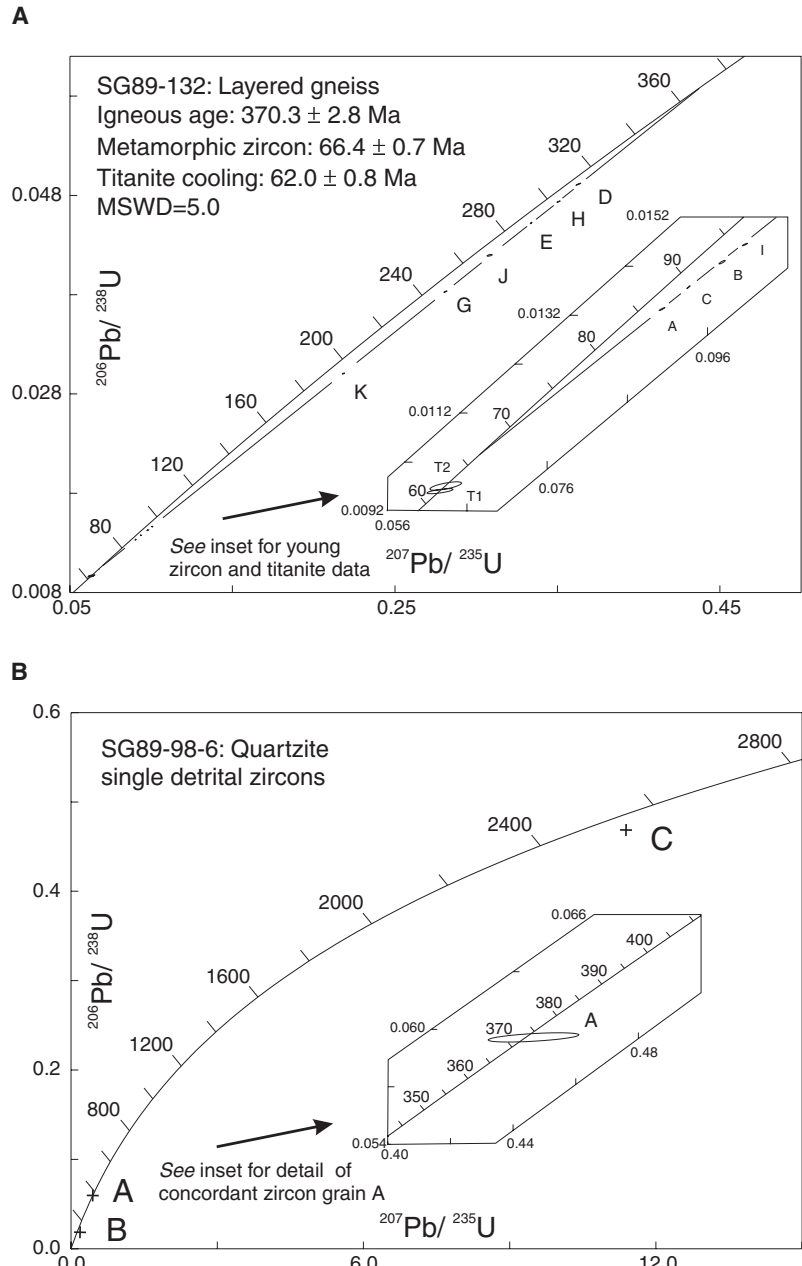 A
SG89-132: Layered gneiss
Igneous age: 370.3 ± 2.8 Ma
Metamorphic zircon: 66.4 ± 0.7 Ma
Titanite cooling: 62.0 ± 0.8 Ma
MSWD=5.0
360
320
280
240
200
160
120
80
D
H
E
J
G
K
0.048
0.028
0.008
206Pb/ 238U
0.0152
0.0132
0.0112
0.0092
0.056
0.076
0.096
90
80
70
60
I
B
C
A
T2
T1
See inset for young
zircon and titanite data
207Pb/ 235U
0.05
0.25
0.45
B
0.6
0.4
0.2
0.0
SG89-98-6: Quartzite
single detrital zircons
2800
2400
2000
1600
1200
800
C
A
B
206Pb/ 238U
0.066
0.060
0.054
0.40
0.44
0.48
400
390
380
370
360
350
A
See inset for detail of
concordant zircon grain A
207Pb/ 235U
0.0
6.0
12.0